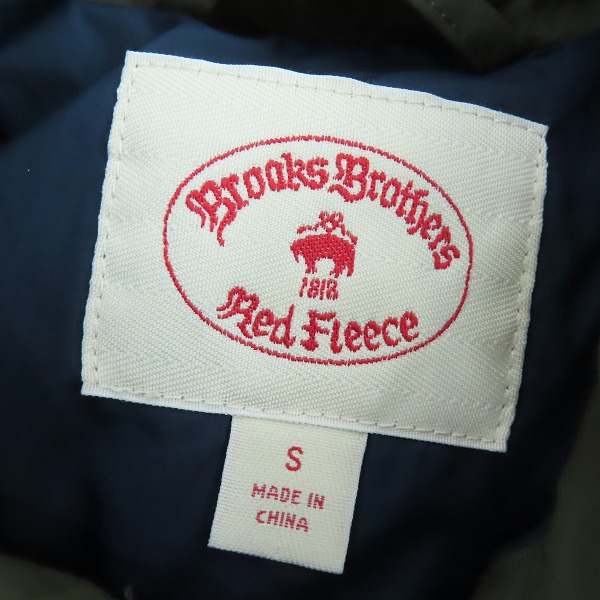 Brooks Brothers
1818
Red Fleece
S
MADE IN
CHINA